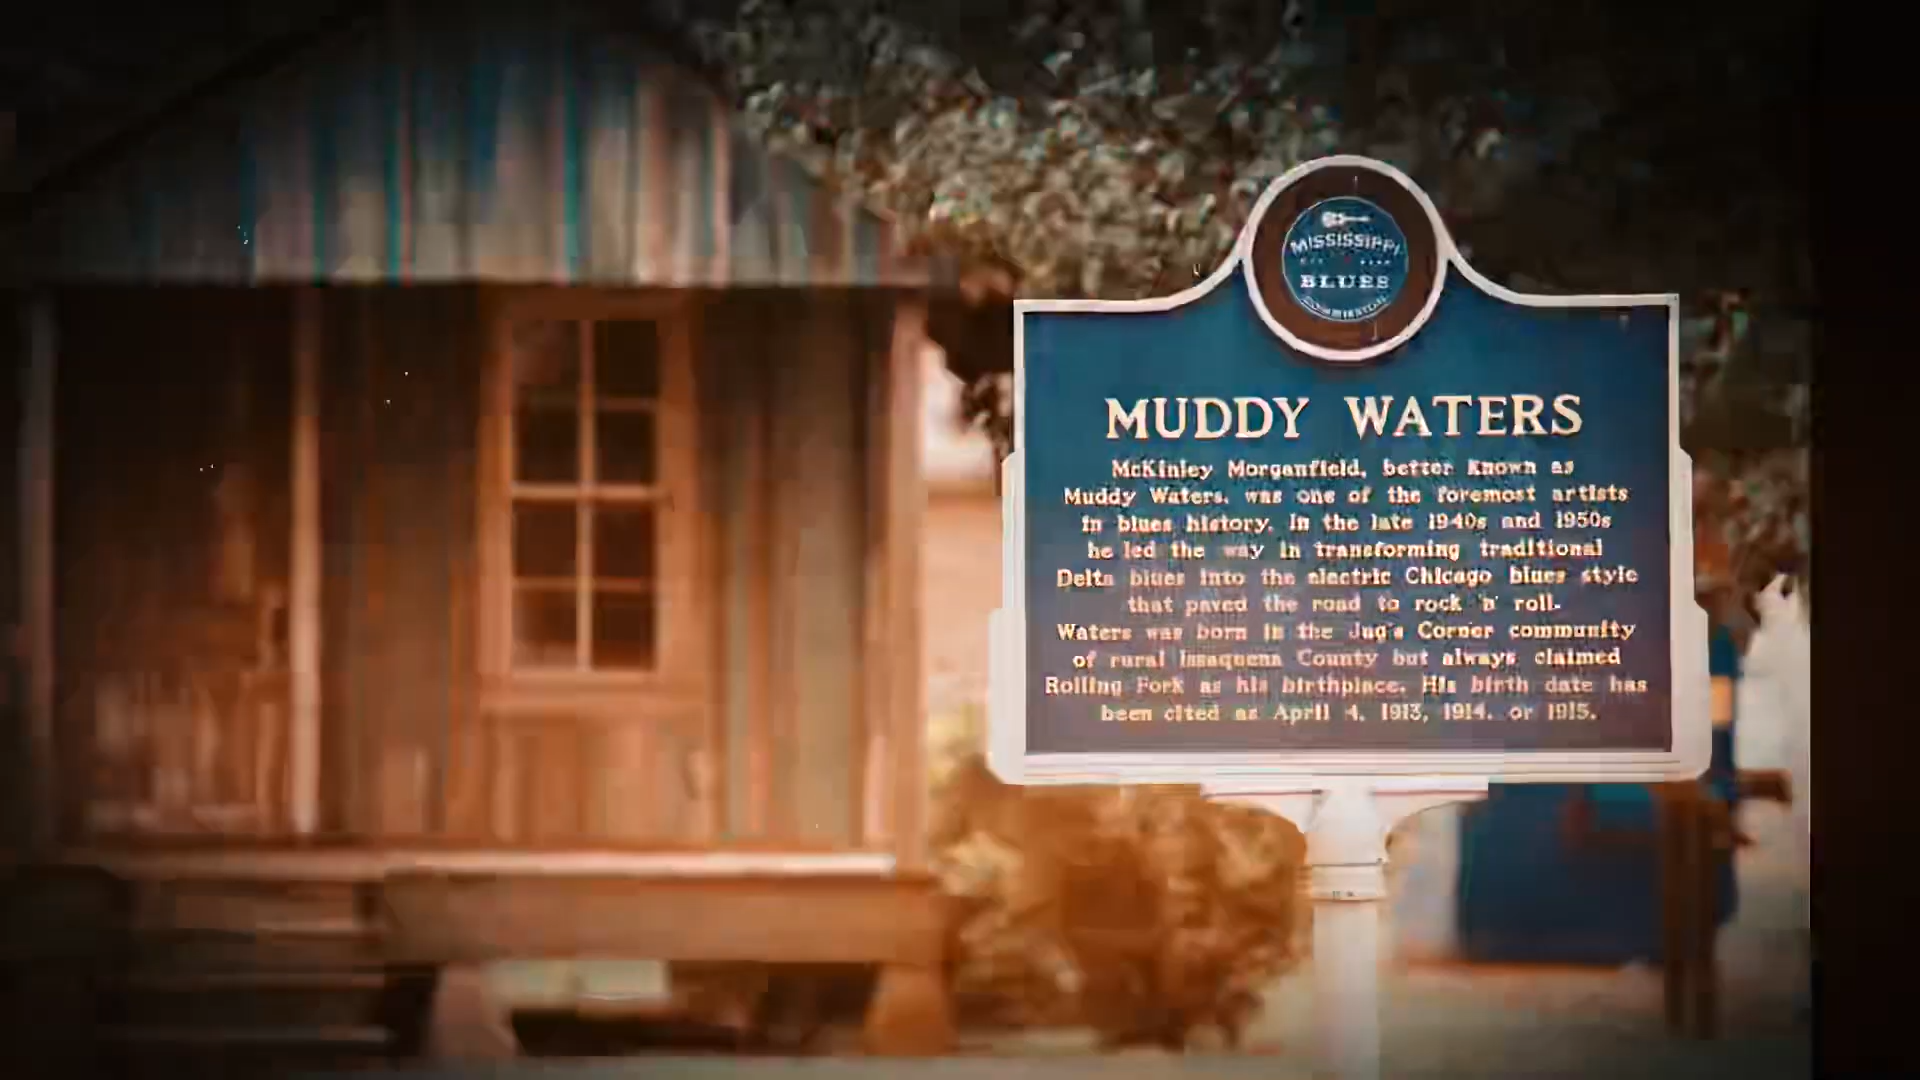 MISSISSIPPI
BLUES
COMMISSION
MUDDY WATERS
McKinley Morganfield, better known as
Muddy Waters, was one of the foremost artists
in blues history. In the late 1940s and 1950s
he led the way in transforming traditional
Delta blues into the electric Chicago blues style
that paved the road to rock 'n' roll.
Waters was born in the Jug's Corner community
of rural Issaquena County but always claimed
Rolling Fork as his birthplace. His birth date has
been cited as April 4, 1913, 1914, or 1915.